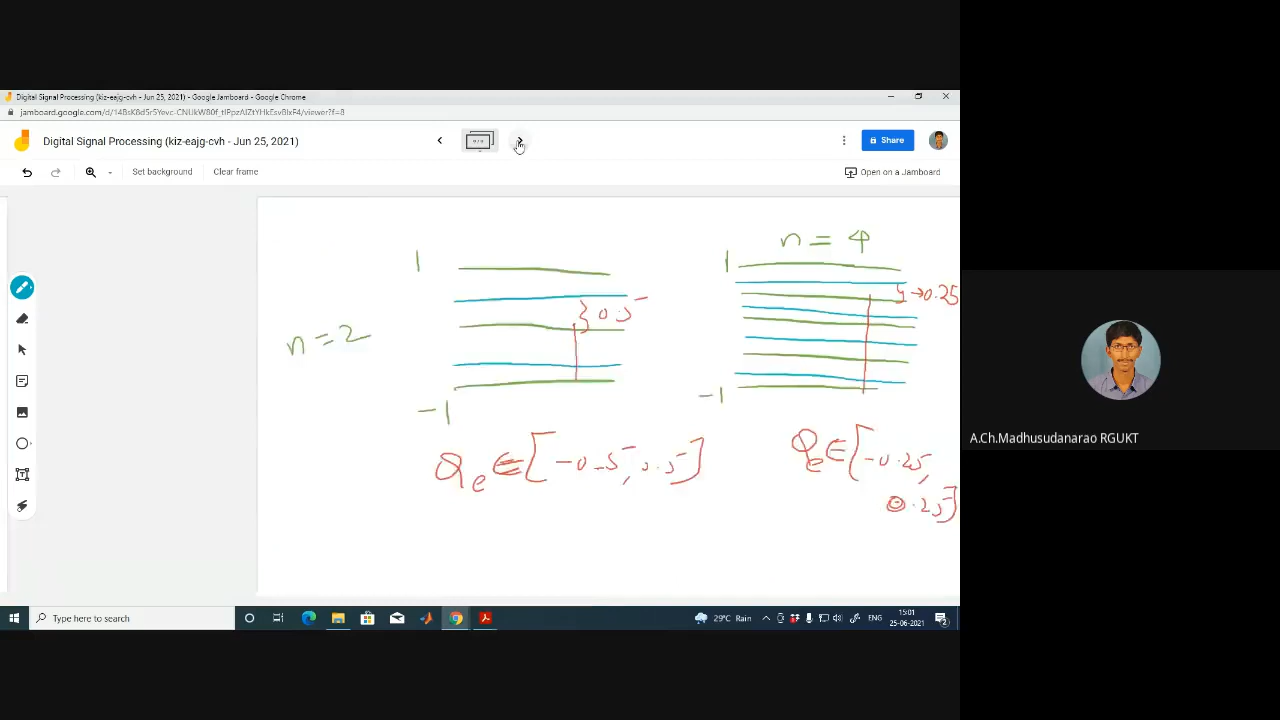 Digital Signal Processing (kiz-eajg-cvh - Jun 25, 2021) - Google Jamboard - Google Chrome
Digital Signal Processing (kiz-eajg-cvh - Jun 25, 2021)
9 / 9
Share
Set background
Clear frame
Open on a Jamboard
n = 4
1
1
→0.25
} 0.5
n = 2
-1
-1
Qe ∈ [-0.5, 0.5]
Qe ∈ [-0.25,
0.25]
A.Ch.Madhusudanarao RGUKT
Type here to search
29°C Rain
ENG
15:01
25-06-2021
2